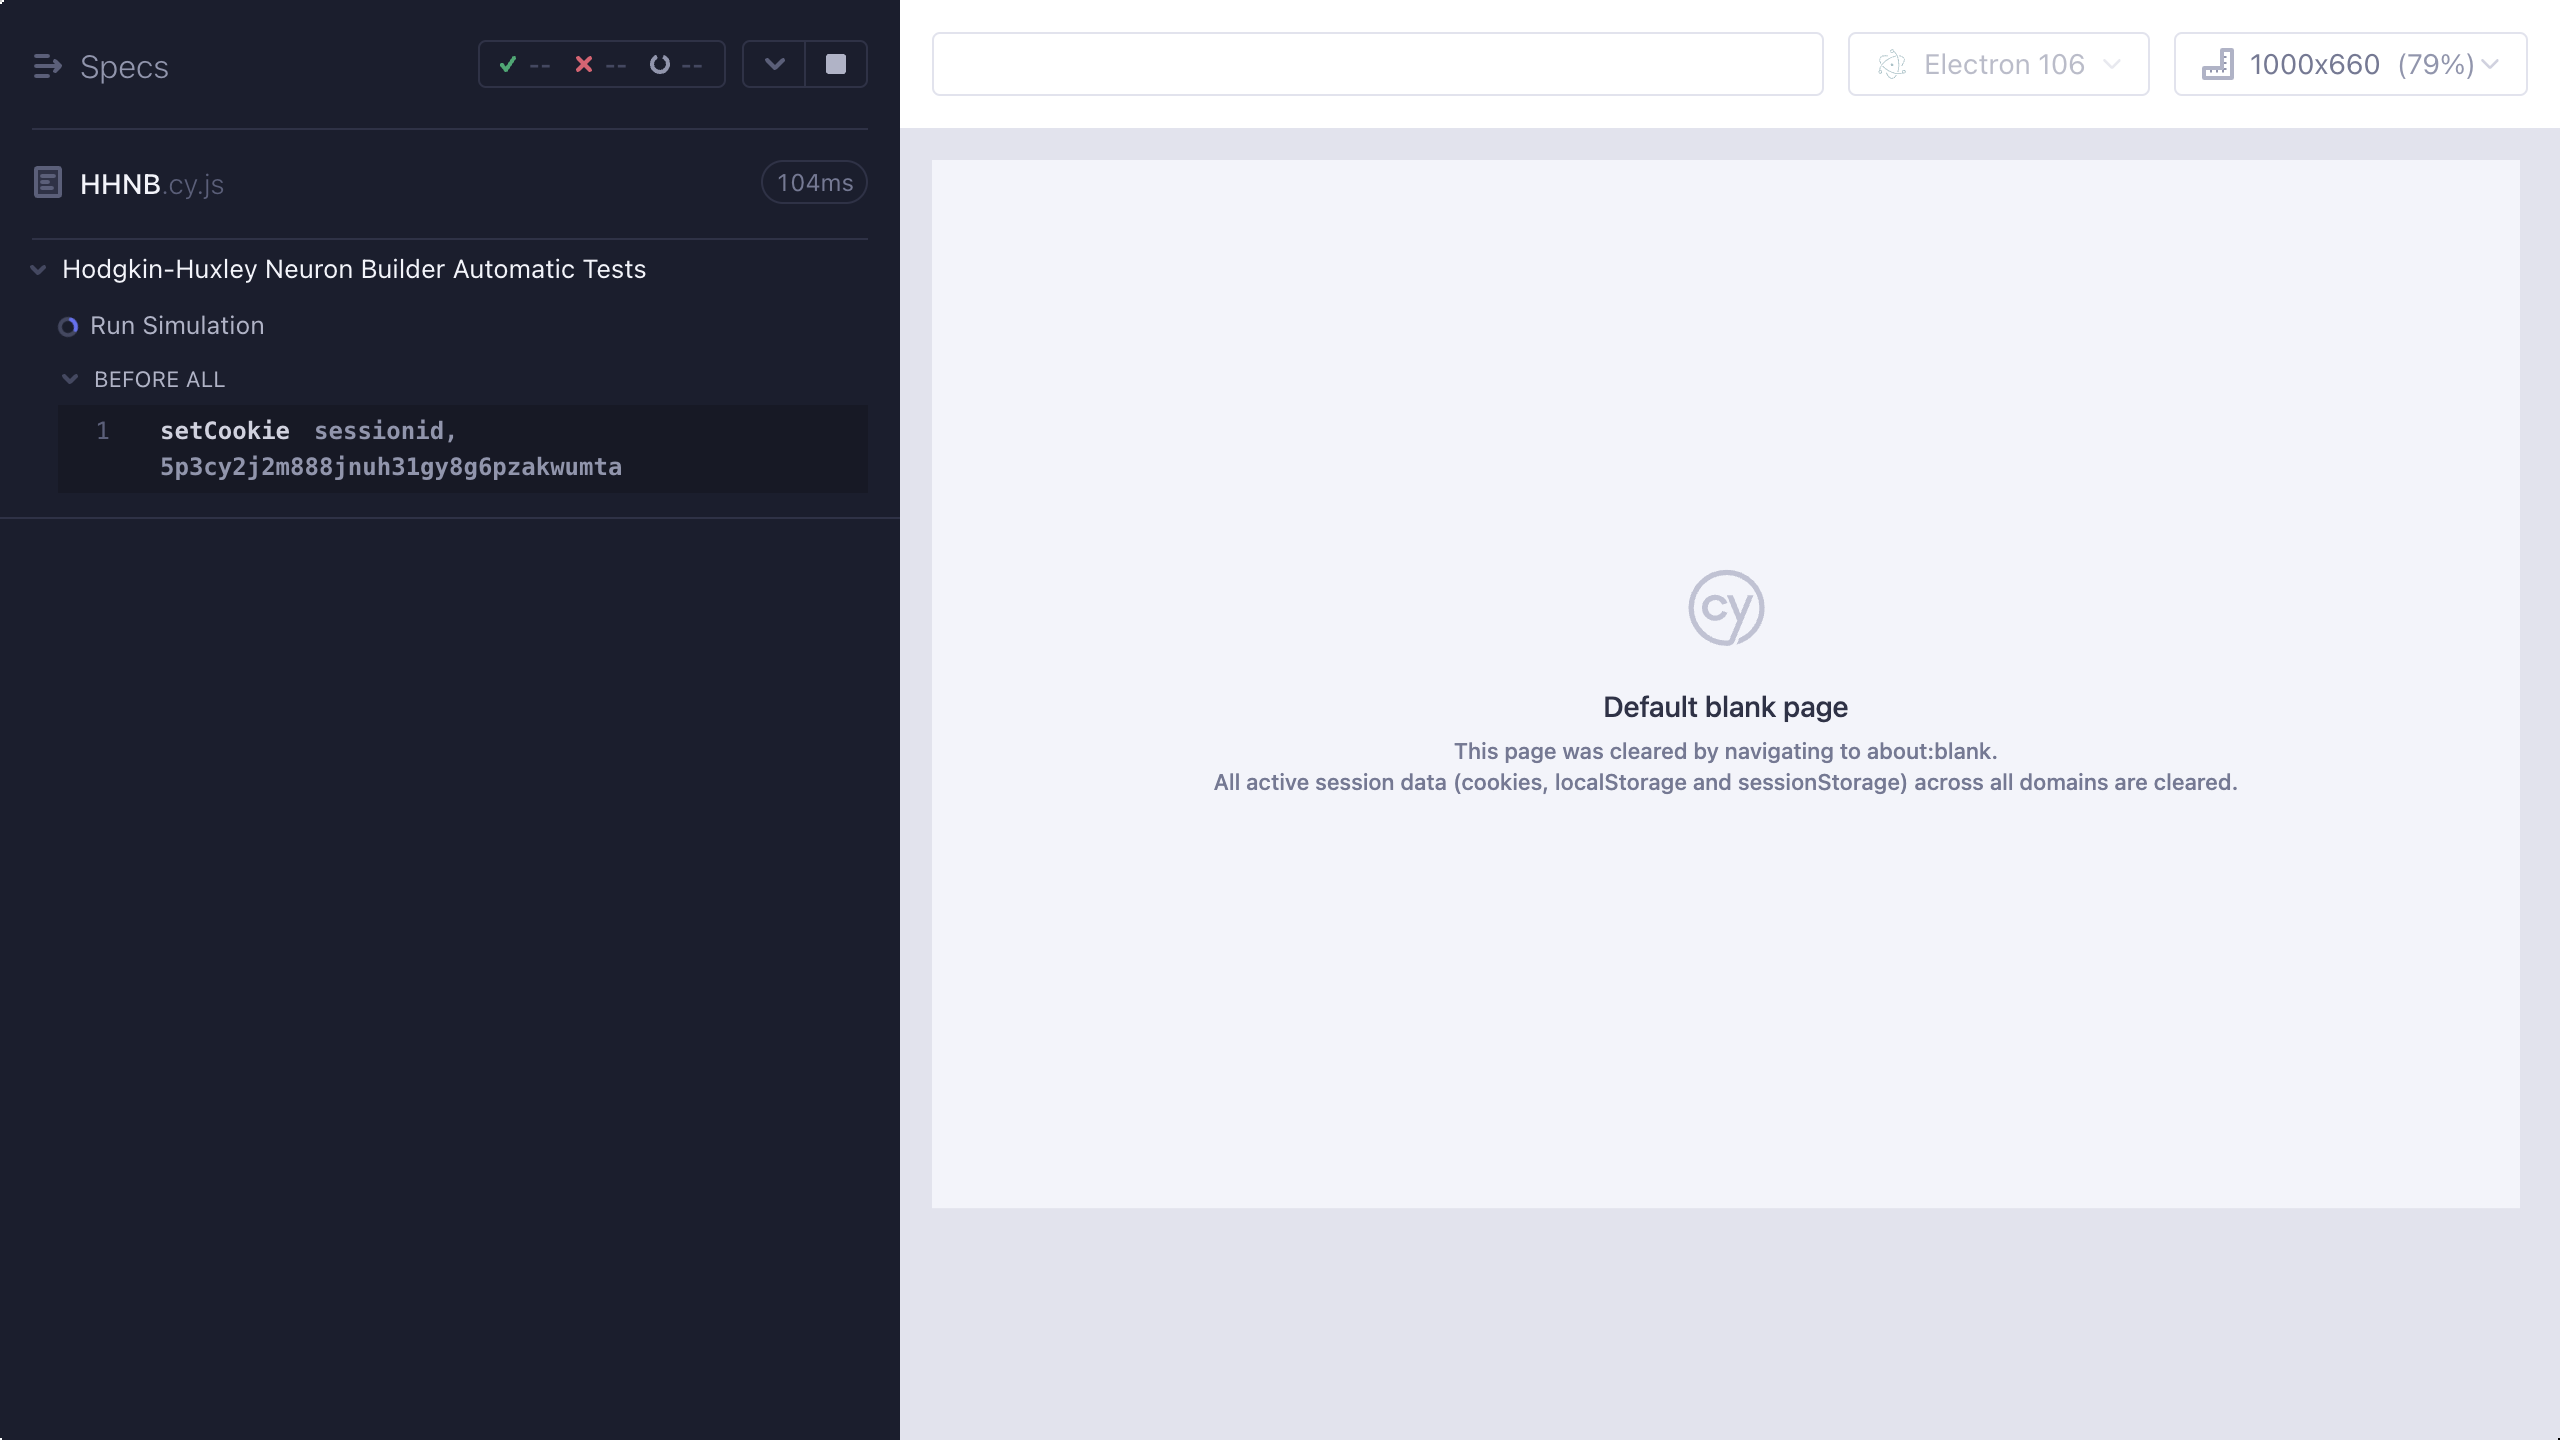 Specs
-- -- --
HHNB.cy.js
104ms
Hodgkin-Huxley Neuron Builder Automatic Tests
Run Simulation
BEFORE ALL
1 setCookie sessionid,
5p3cy2j2m888jnuh31gy8g6pzakwumta
Electron 106
1000x660 (79%)
cy
Default blank page
This page was cleared by navigating to about:blank.
All active session data (cookies, localStorage and sessionStorage) across all domains are cleared.